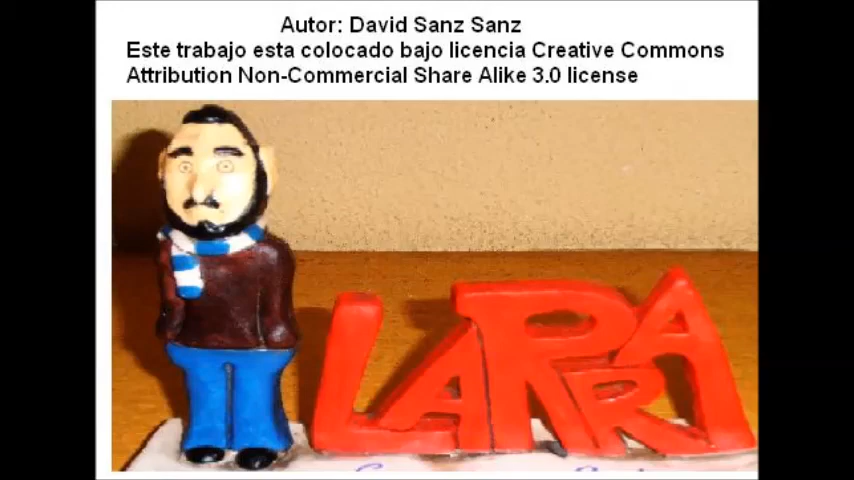 Autor: David Sanz Sanz
Este trabajo esta colocado bajo licencia Creative Commons
Attribution Non-Commercial Share Alike 3.0 license
LARRA